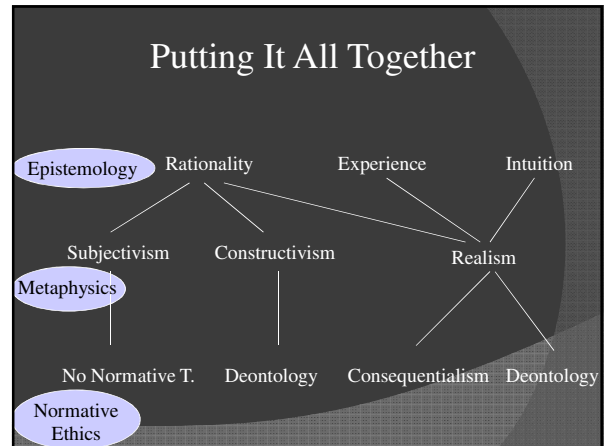 Putting It All Together
Epistemology Rationality Experience Intuition
Subjectivism Constructivism Realism
Metaphysics
No Normative T. Deontology Consequentialism Deontology
Normative
Ethics